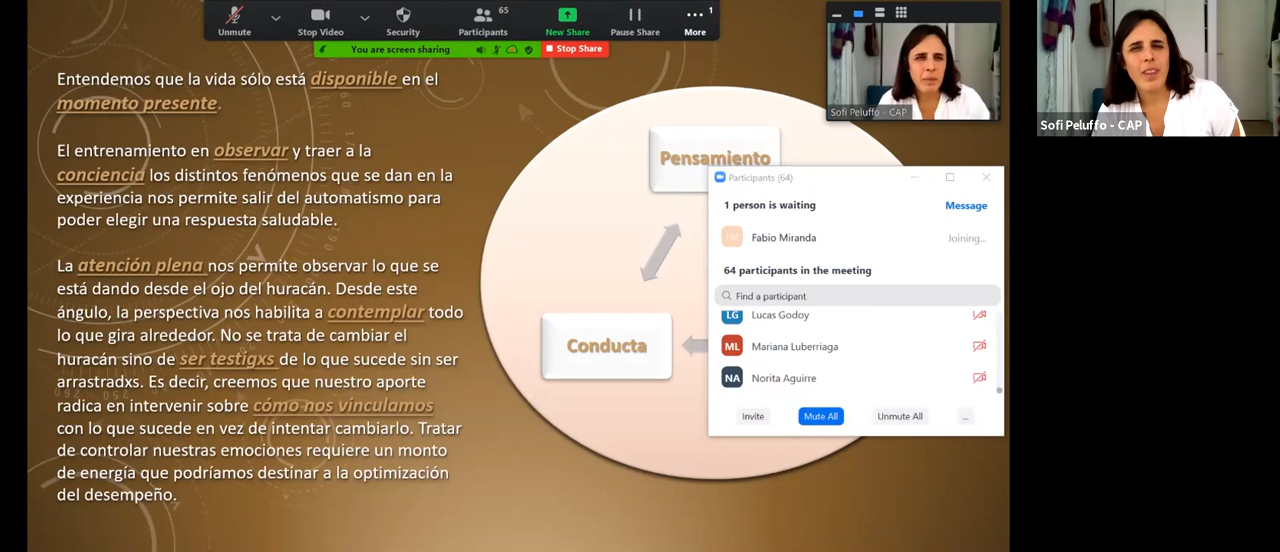 65
1
Unmute
Stop Video
Security
Participants
New Share
Pause Share
More
You are screen sharing
Stop Share
Entendemos que la vida sólo está disponible en el
momento presente.
El entrenamiento en observar y traer a la
conciencia los distintos fenómenos que se dan en la
experiencia nos permite salir del automatismo para
poder elegir una respuesta saludable.
La atención plena nos permite observar lo que se
está dando desde el ojo del huracán. Desde este
ángulo, la perspectiva nos habilita a contemplar todo
lo que gira alrededor. No se trata de cambiar el
huracán sino de ser testigxs de lo que sucede sin ser
arrastradxs. Es decir, creemos que nuestro aporte
radica en intervenir sobre cómo nos vinculamos
con lo que sucede en vez de intentar cambiarlo. Tratar
de controlar nuestras emociones requiere un monto
de energía que podríamos destinar a la optimización
del desempeño.
Pensamiento
Conducta
Sofi Peluffo - CAP
Sofi Peluffo - CAP
Participants (64)
1 person is waiting
Message
FM
Fabio Miranda
Joining...
64 participants in the meeting
Find a participant
LG
Lucas Godoy
ML
Mariana Luberriaga
NA
Norita Aguirre
Invite
Mute All
Unmute All
...